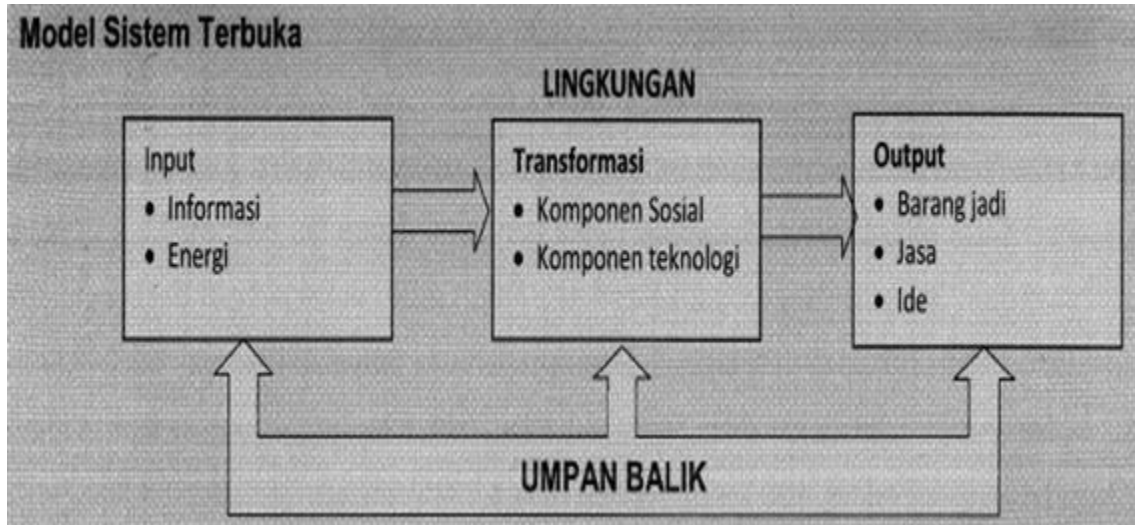 Model Sistem Terbuka
LINGKUNGAN
Input
• Informasi
• Energi
Transformasi
• Komponen Sosial
• Komponen teknologi
Output
• Barang jadi
• Jasa
• Ide
UMPAN BALIK